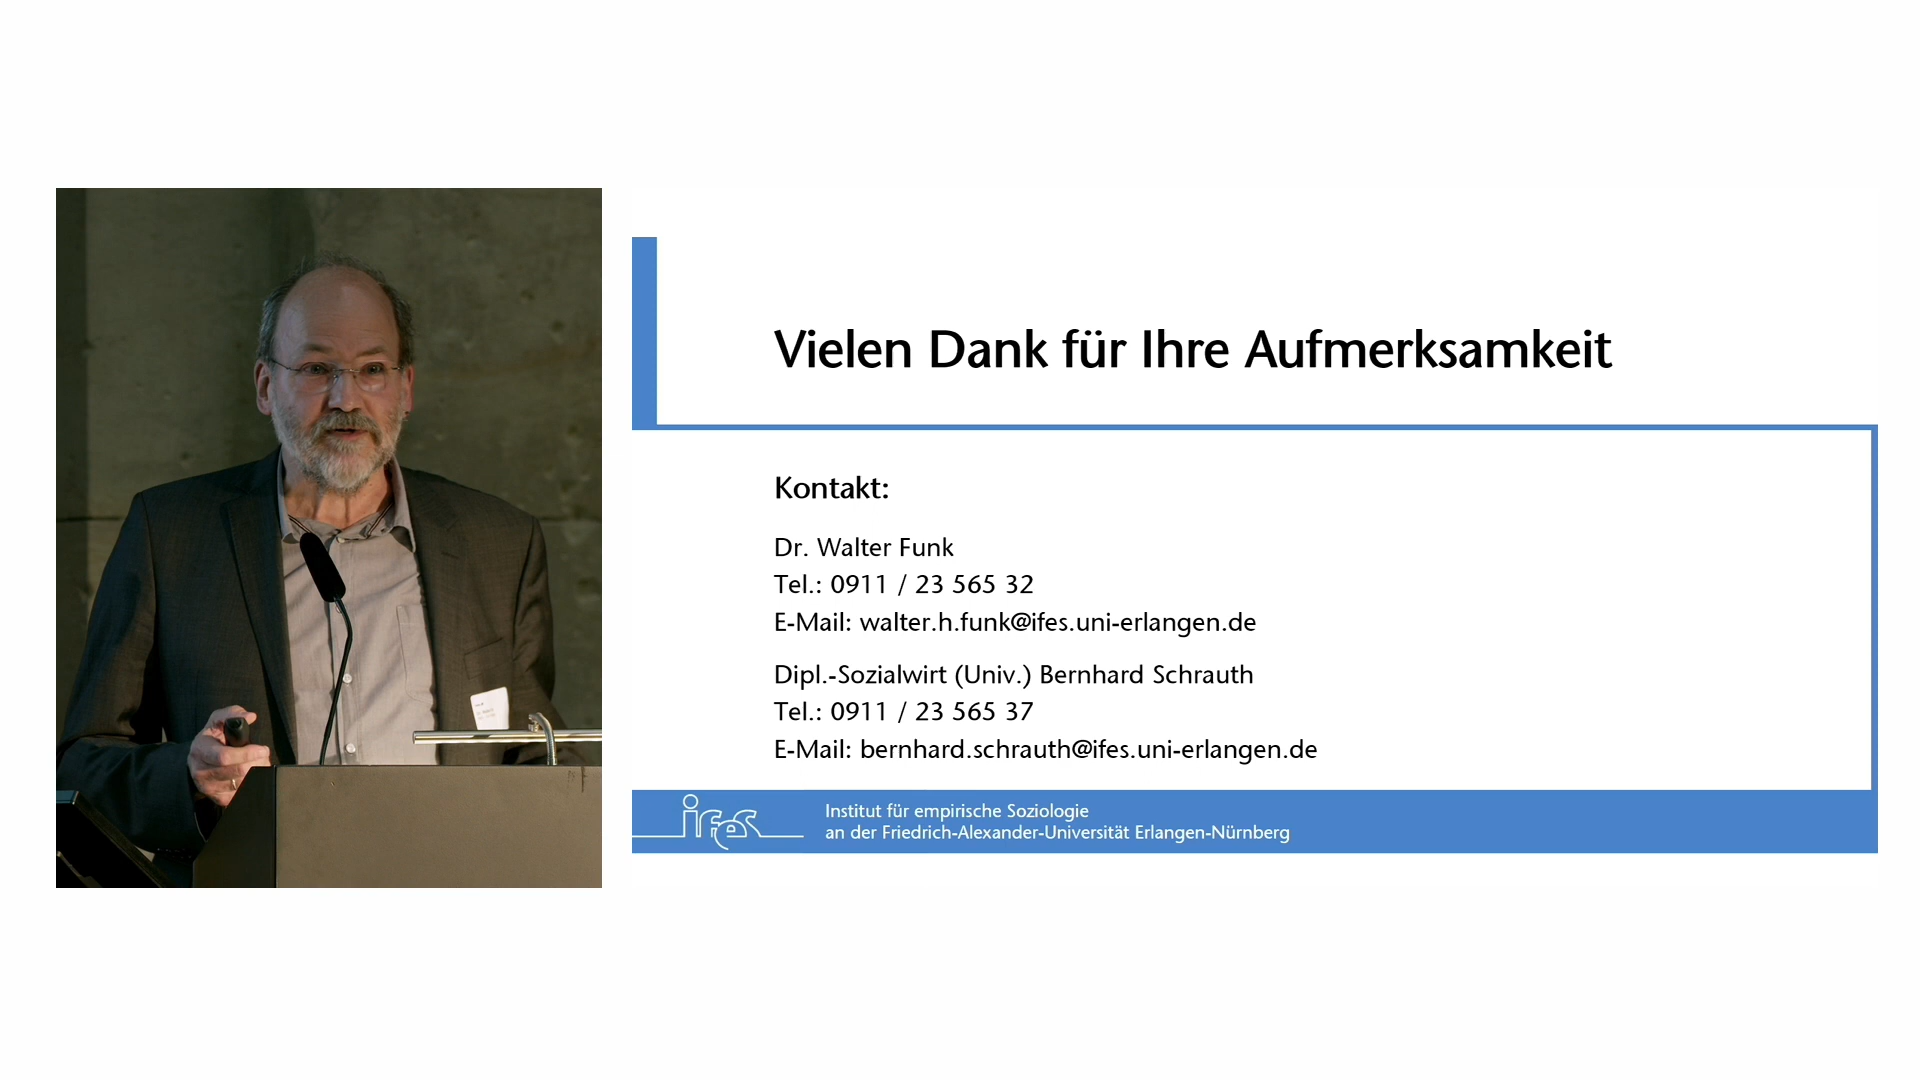 Vielen Dank für Ihre Aufmerksamkeit
Kontakt:
Dr. Walter Funk
Tel.: 0911 / 23 565 32
E-Mail: walter.h.funk@ifes.uni-erlangen.de
Dipl.-Sozialwirt (Univ.) Bernhard Schrauth
Tel.: 0911 / 23 565 37
E-Mail: bernhard.schrauth@ifes.uni-erlangen.de
ifes
Institut für empirische Soziologie
an der Friedrich-Alexander-Universität Erlangen-Nürnberg